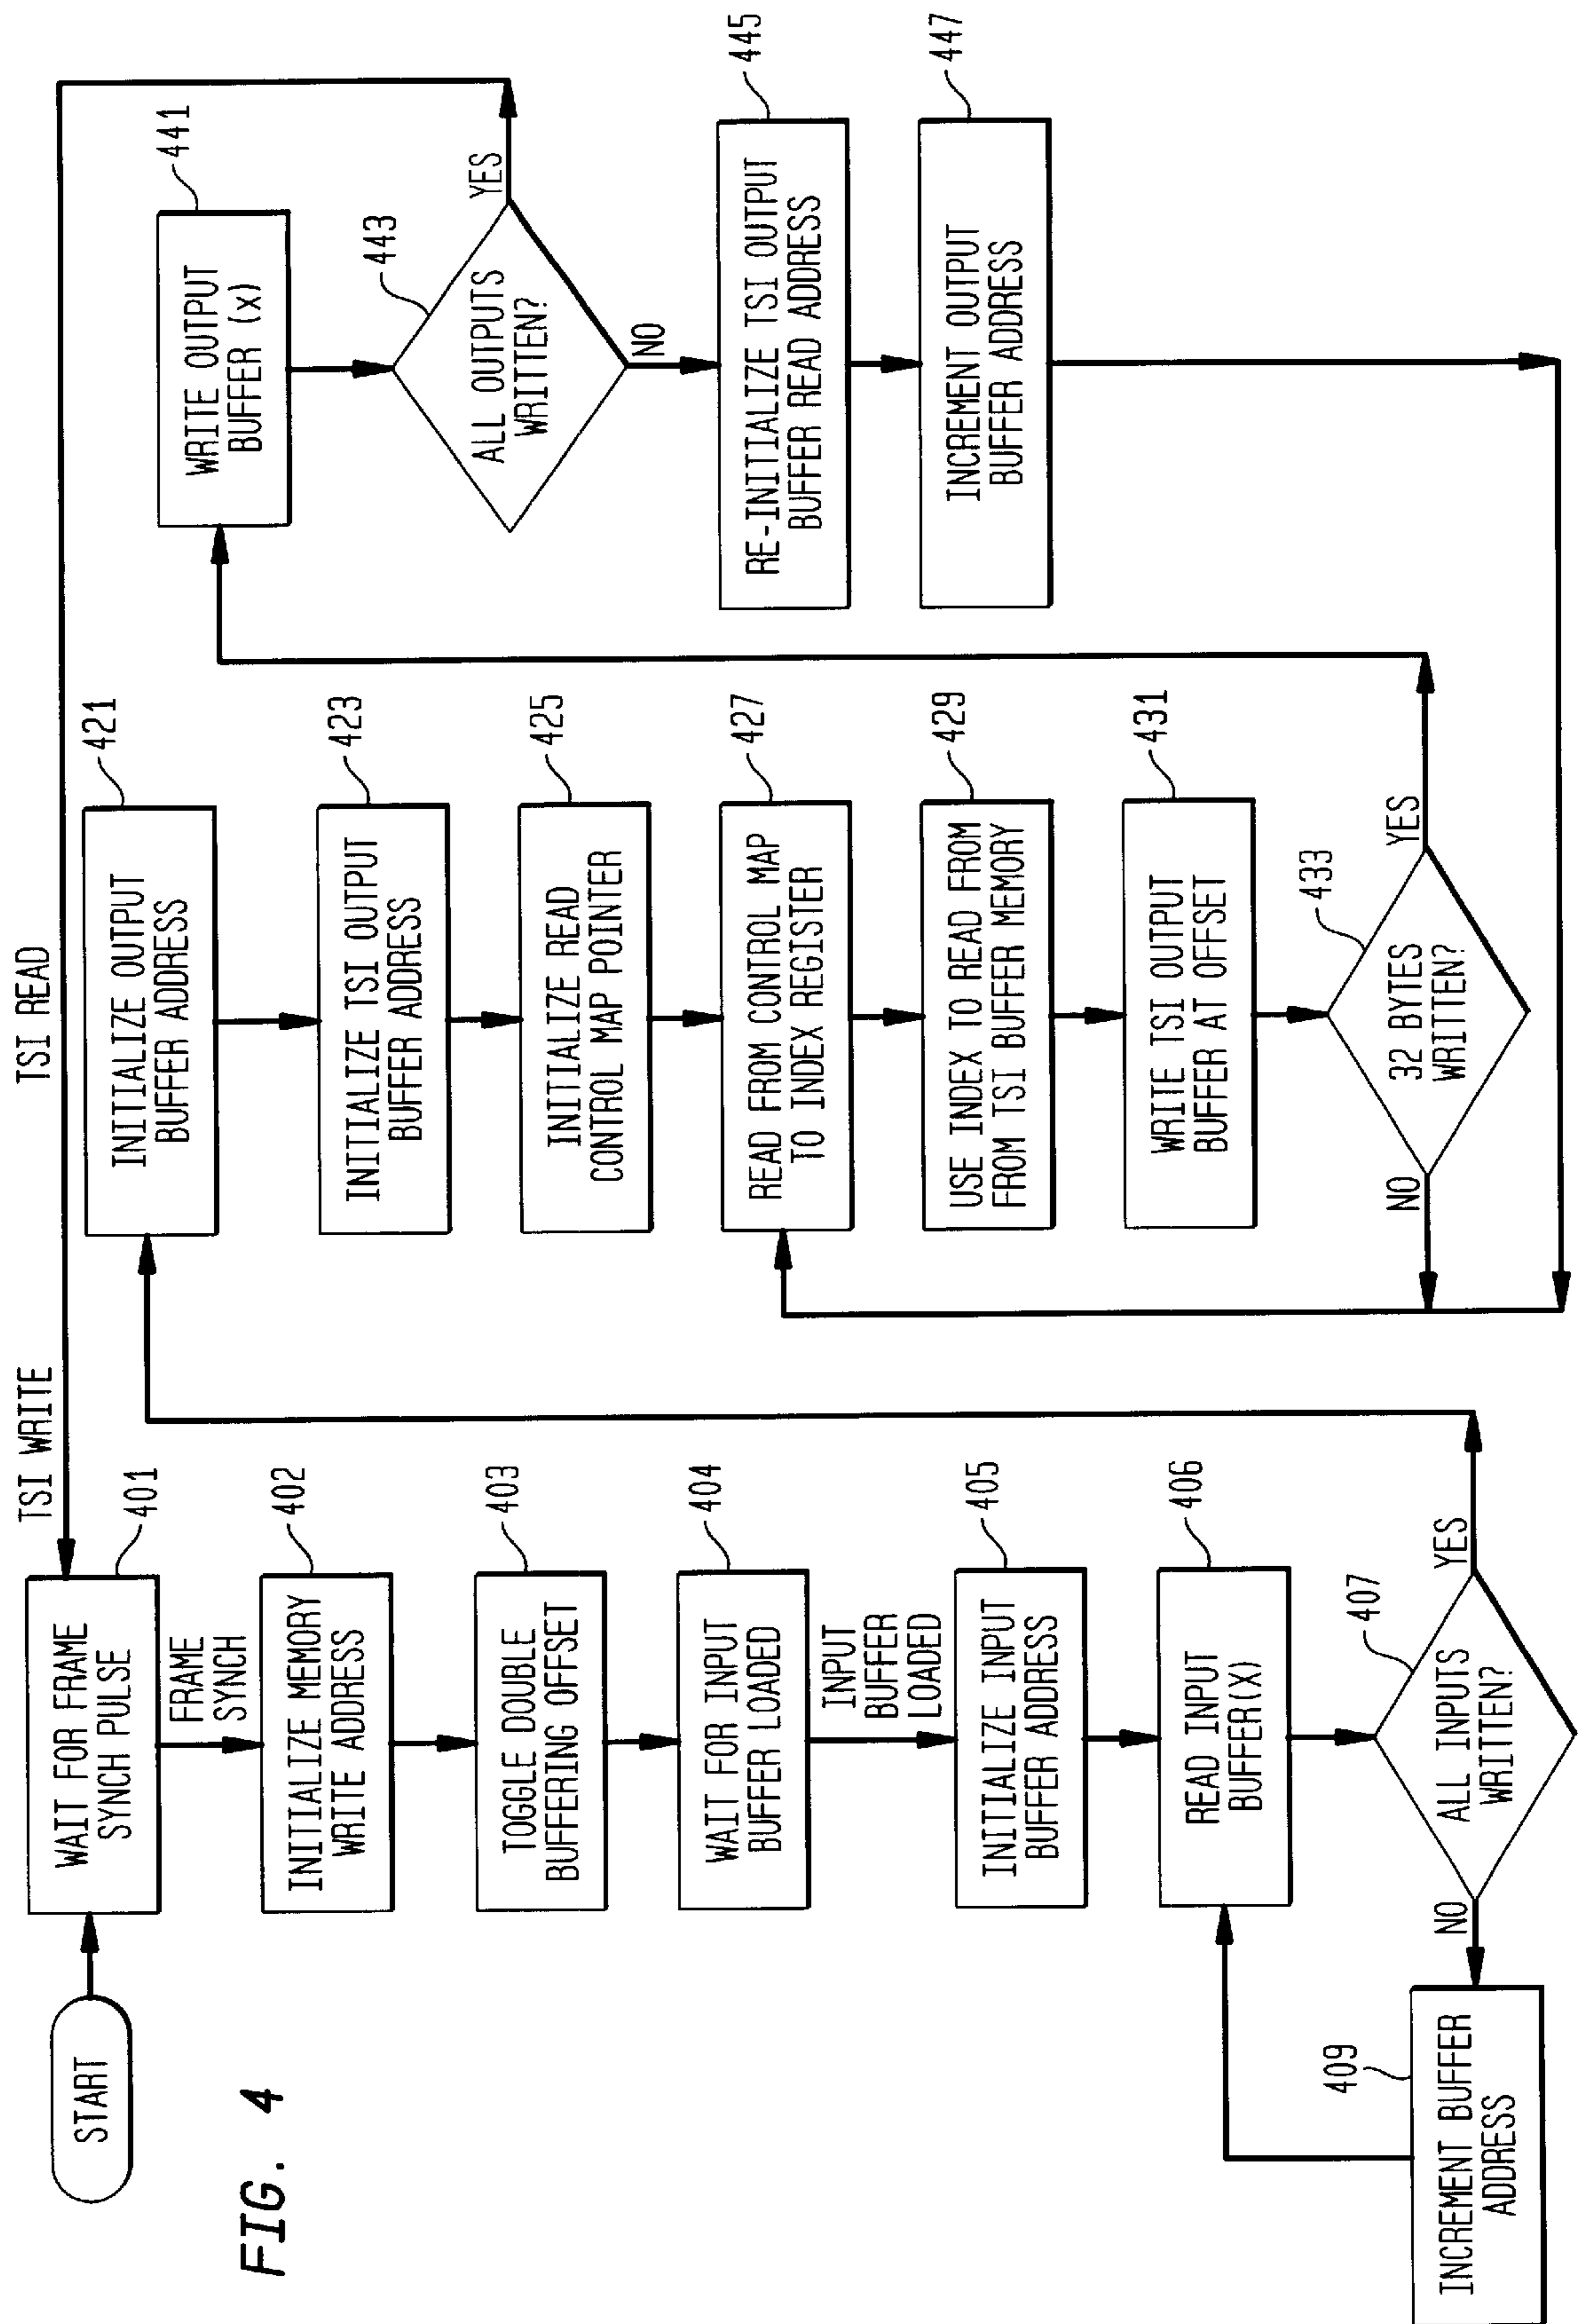 FIG. 4
TSI WRITE
TSI READ
START
WAIT FOR FRAME
SYNCH PULSE
401
FRAME
SYNCH
INITIALIZE MEMORY
WRITE ADDRESS
402
TOGGLE DOUBLE
BUFFERING OFFSET
403
WAIT FOR INPUT
BUFFER LOADED
404
INPUT
BUFFER
LOADED
INITIALIZE INPUT
BUFFER ADDRESS
405
READ INPUT
BUFFER(X)
406
ALL INPUTS
WRITTEN?
407
YES
NO
INCREMENT BUFFER
ADDRESS
409
INITIALIZE OUTPUT
BUFFER ADDRESS
421
INITIALIZE TSI OUTPUT
BUFFER ADDRESS
423
INITIALIZE READ
CONTROL MAP POINTER
425
READ FROM CONTROL MAP
TO INDEX REGISTER
427
USE INDEX TO READ FROM
FROM TSI BUFFER MEMORY
429
WRITE TSI OUTPUT
BUFFER AT OFFSET
431
32 BYTES
WRITTEN?
433
NO
YES
WRITE OUTPUT
BUFFER (x)
441
ALL OUTPUTS
WRITTEN?
443
YES
NO
RE-INITIALIZE TSI OUTPUT
BUFFER READ ADDRESS
445
INCREMENT OUTPUT
BUFFER ADDRESS
447